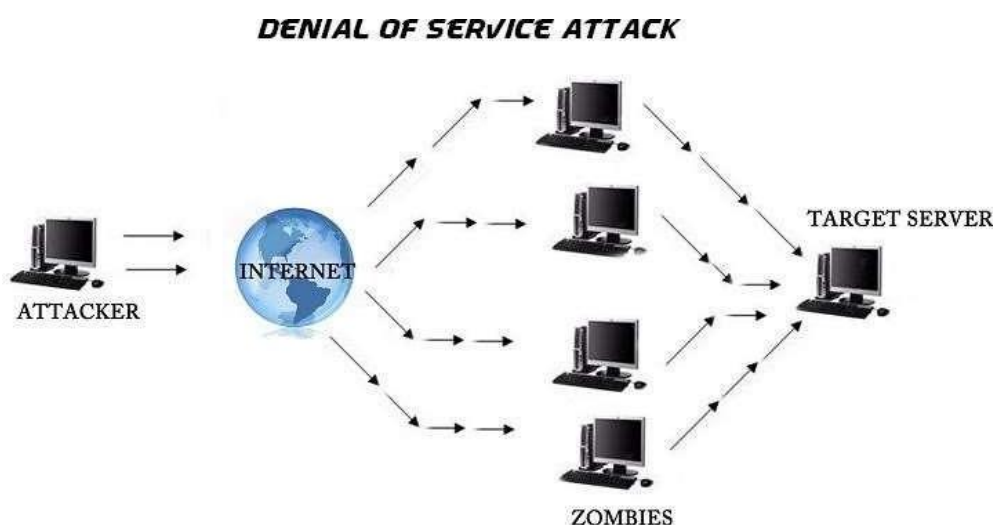 DENIAL OF SERVICE ATTACK
TARGET SERVER
INTERNET
ATTACKER
ZOMBIES